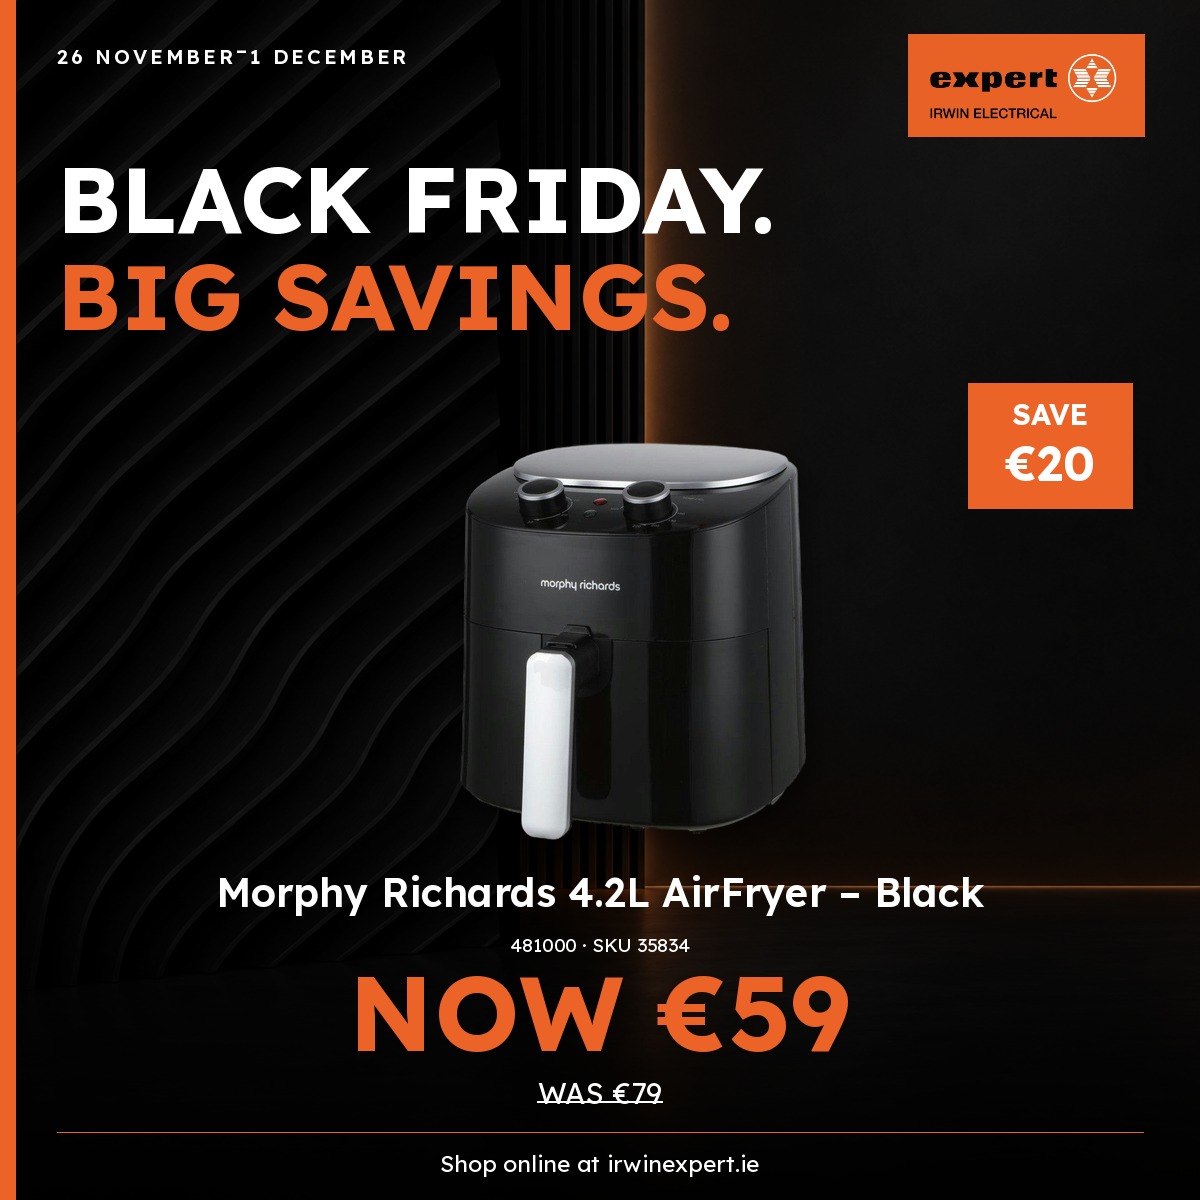 26 NOVEMBER–1 DECEMBER
expert
IRWIN ELECTRICAL
BLACK FRIDAY.
BIG SAVINGS.
SAVE
€20
morphy richards
Morphy Richards 4.2L AirFryer – Black
481000 · SKU 35834
NOW €59
WAS €79
Shop online at irwinexpert.ie